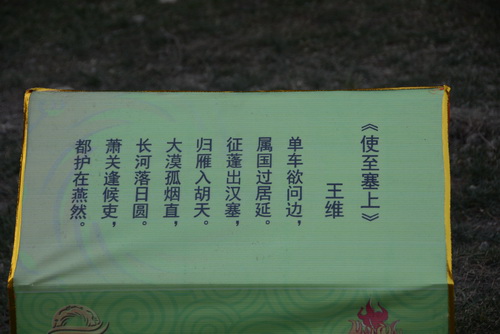 《使至塞上》
王维
单车欲问边，
属国过居延。
征蓬出汉塞，
归雁入胡天。
大漠孤烟直，
长河落日圆。
萧关逢候吏，
都护在燕然。